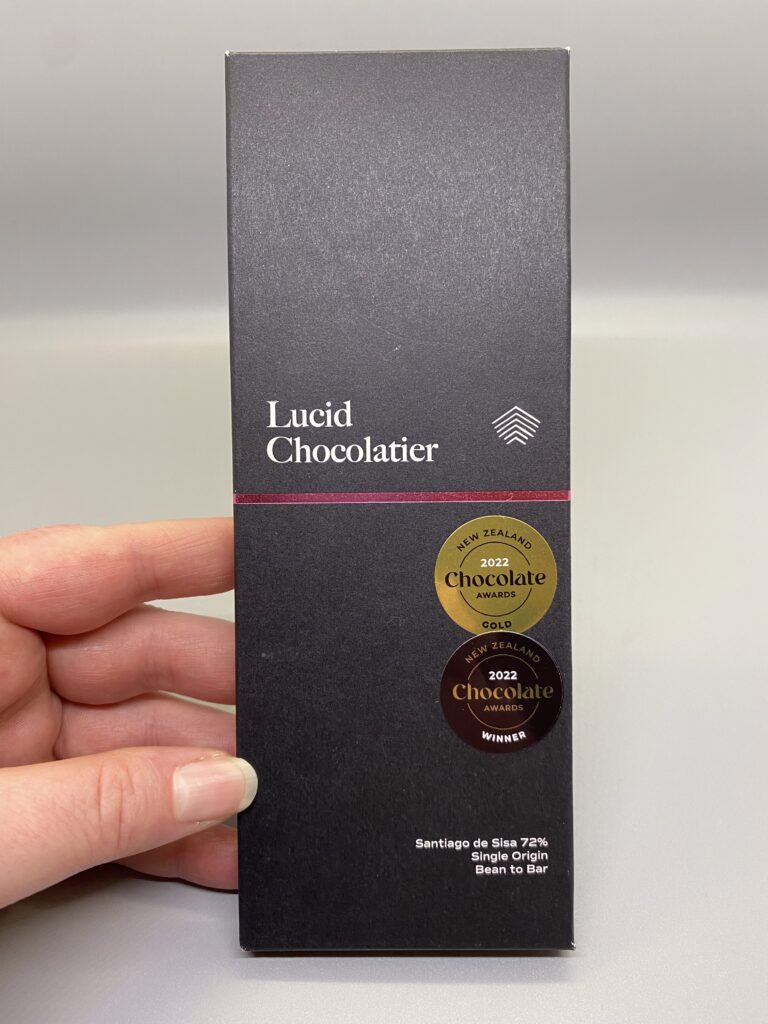 Lucid
Chocolatier
NEW ZEALAND
2022
Chocolate
AWARDS
GOLD
NEW ZEALAND
2022
Chocolate
AWARDS
WINNER
Santiago de Sisa 72%
Single Origin
Bean to Bar